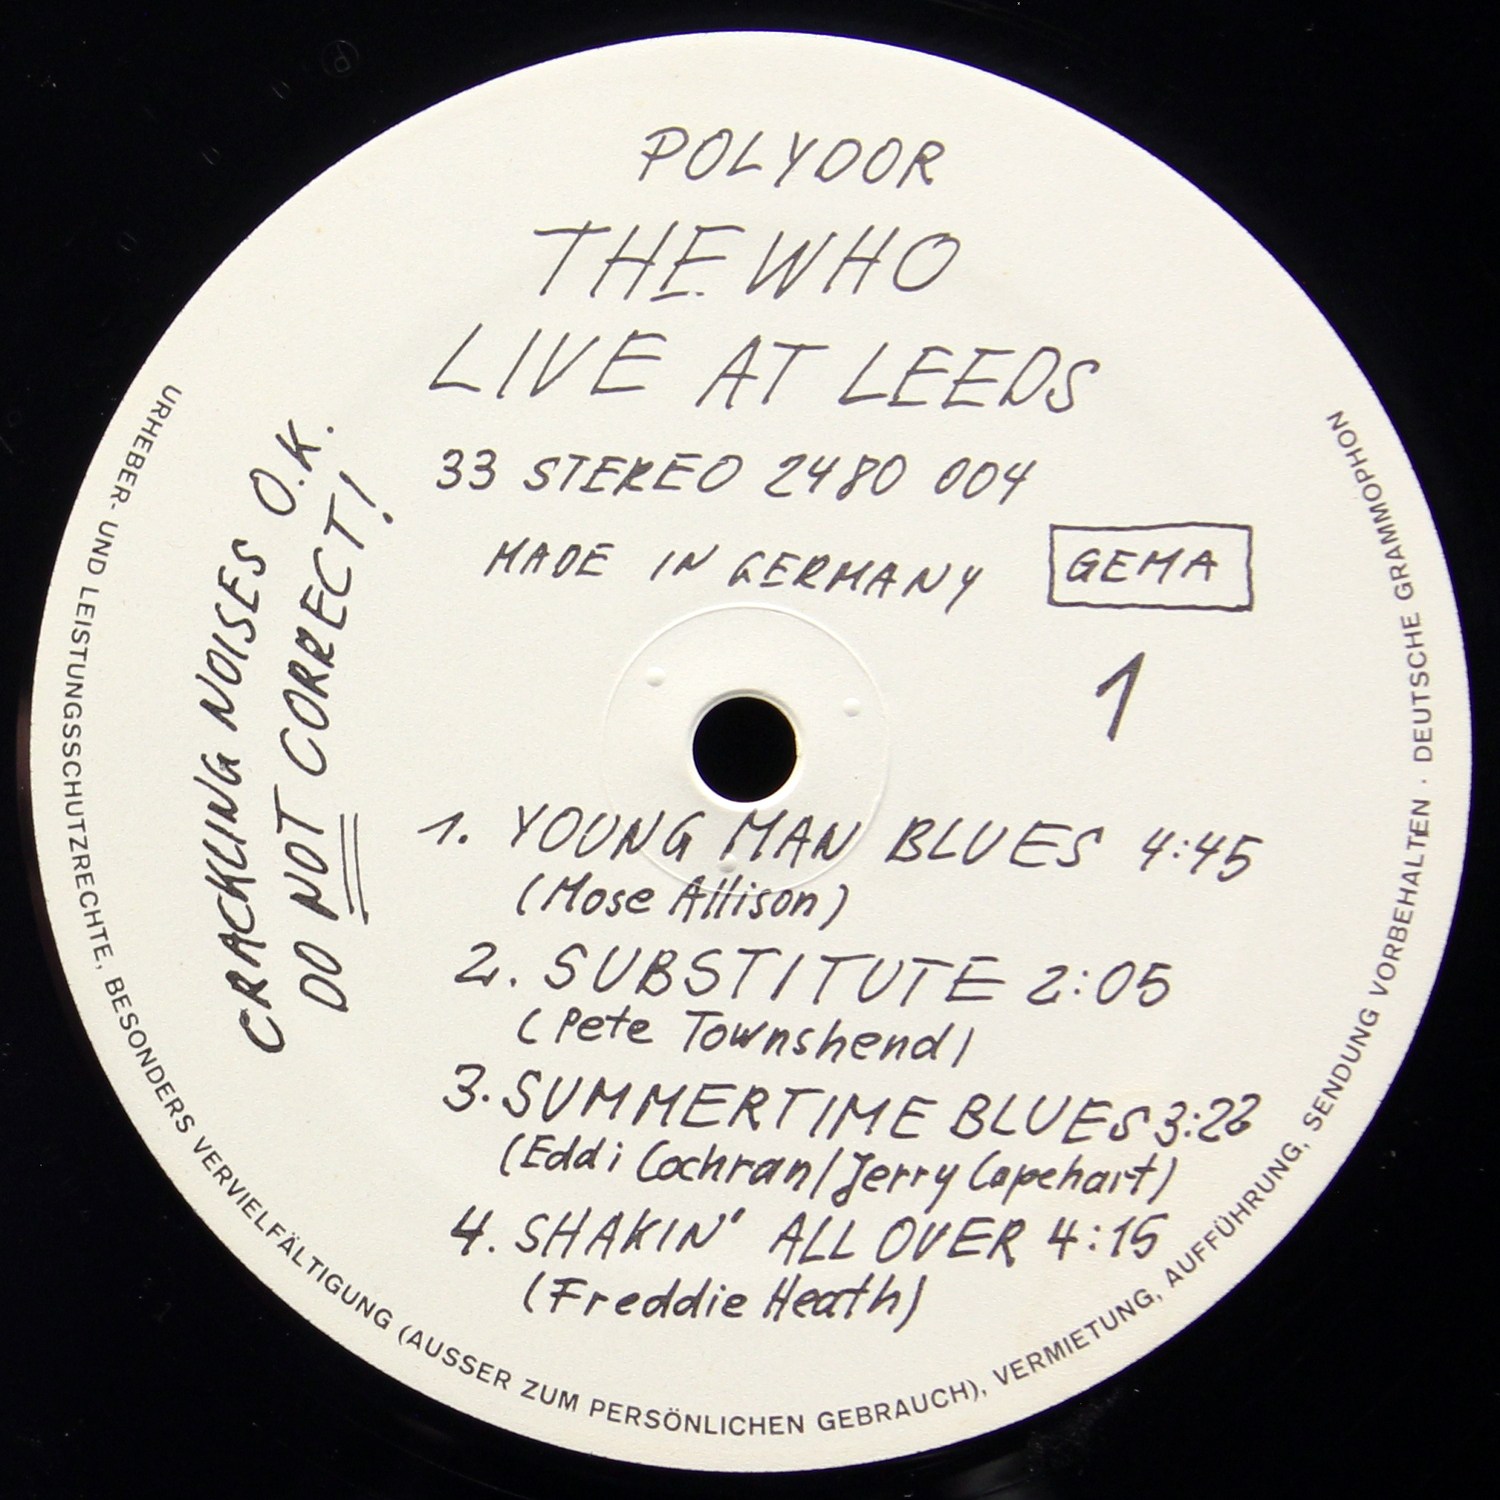 POLYDOR
THE WHO
LIVE AT LEEDS
33 STEREO 2480 004
MADE IN GERMANY
GEMA
1
CRACKLING NOISES O.K.
DO NOT CORRECT!
1. YOUNG MAN BLUES 4:45
(Mose Allison)
2. SUBSTITUTE 2:05
(Pete Townshend)
3. SUMMERTIME BLUES 3:22
(Eddi Cochran/Jerry Capehart)
4. SHAKIN' ALL OVER 4:15
(Freddie Heath)
URHEBER- UND LEISTUNGSSCHUTZRECHTE, BESONDERS VERVIELFÄLTIGUNG (AUSSER ZUM PERSÖNLICHEN GEBRAUCH), VERMIETUNG, AUFFÜHRUNG, SENDUNG VORBEHALTEN · DEUTSCHE GRAMMOPHON
(P)